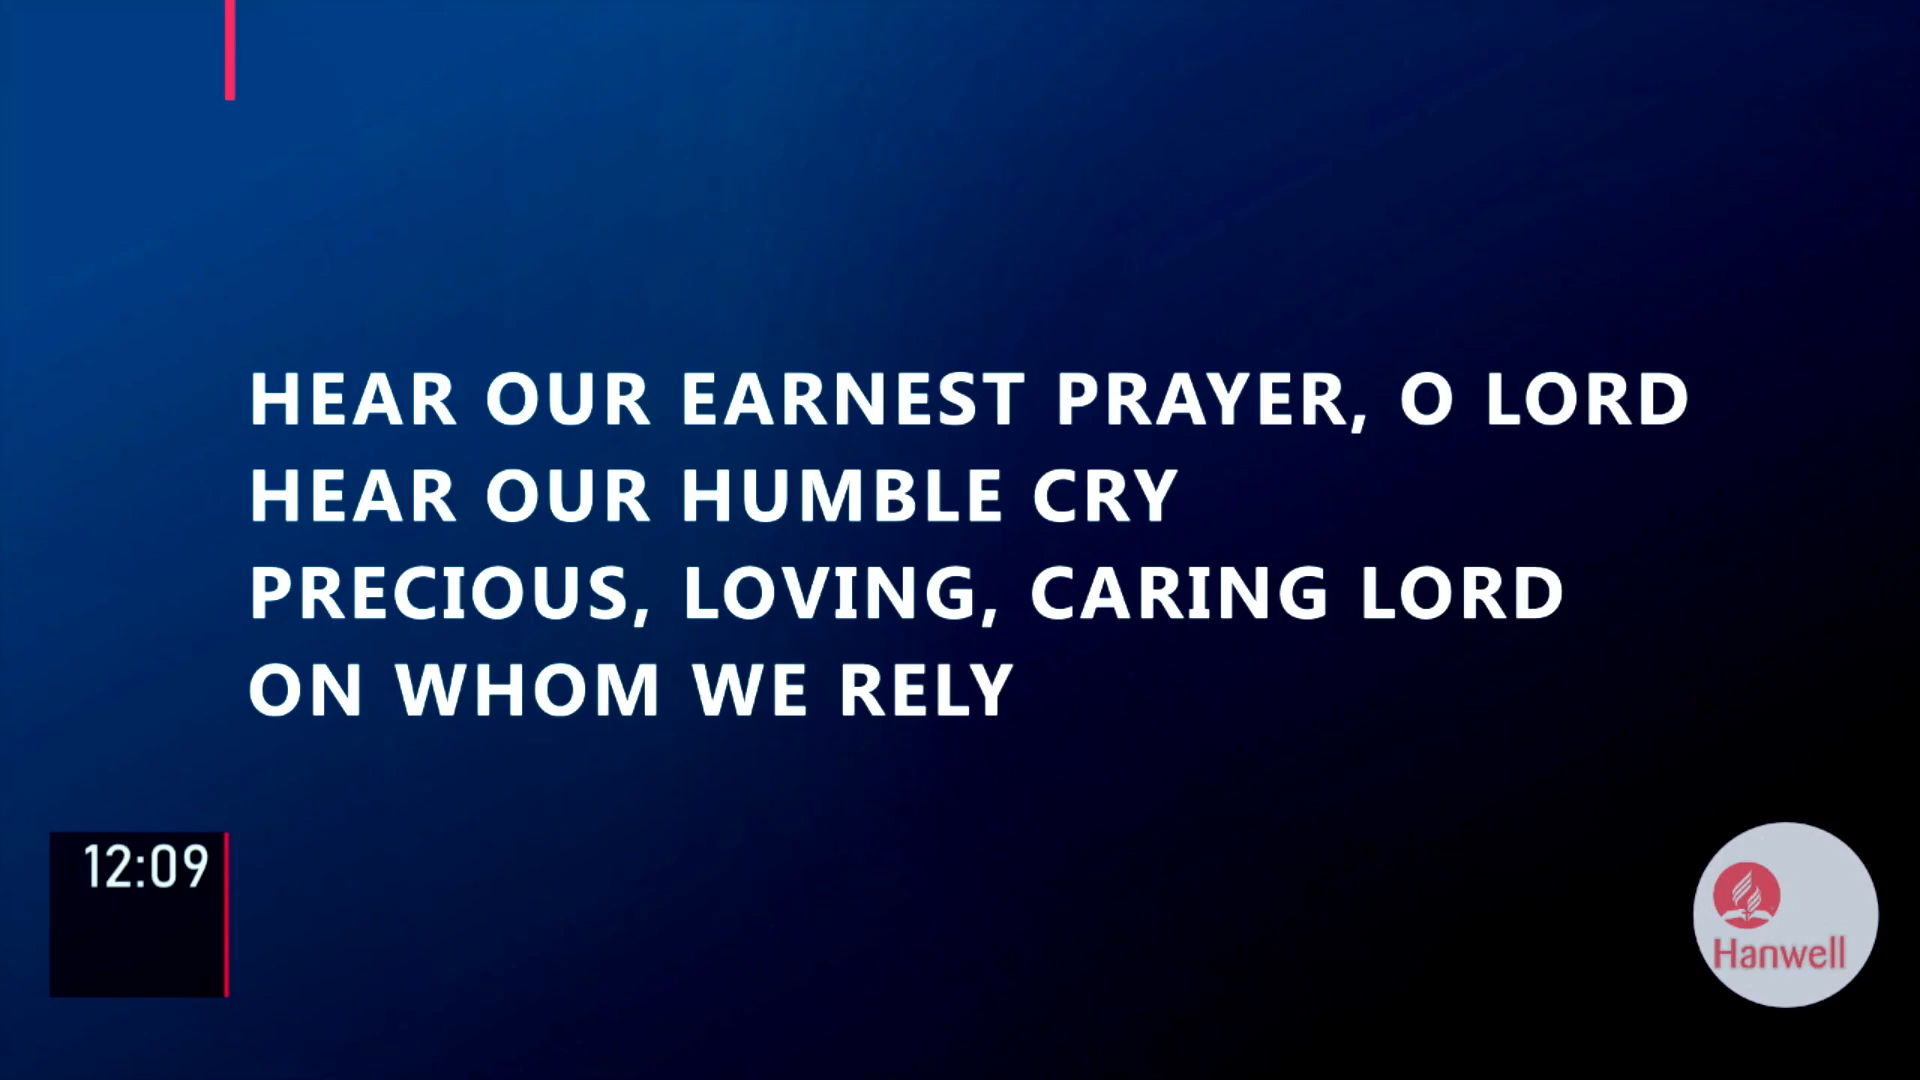 HEAR OUR EARNEST PRAYER, O LORD
HEAR OUR HUMBLE CRY
PRECIOUS, LOVING, CARING LORD
ON WHOM WE RELY
12:09
Hanwell